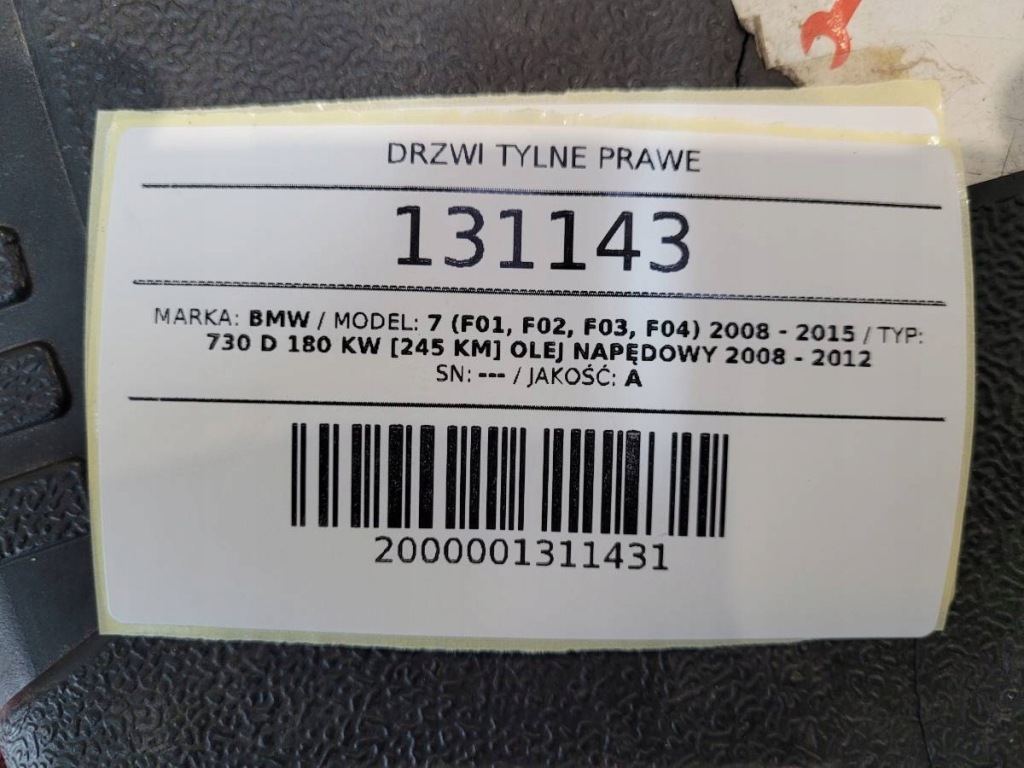 DRZWI TYLNE PRAWE
131143
MARKA: BMW / MODEL: 7 (F01, F02, F03, F04) 2008 - 2015 / TYP:
730 D 180 KW [245 KM] OLEJ NAPĘDOWY 2008 - 2012
SN: --- / JAKOŚĆ: A
2000001311431